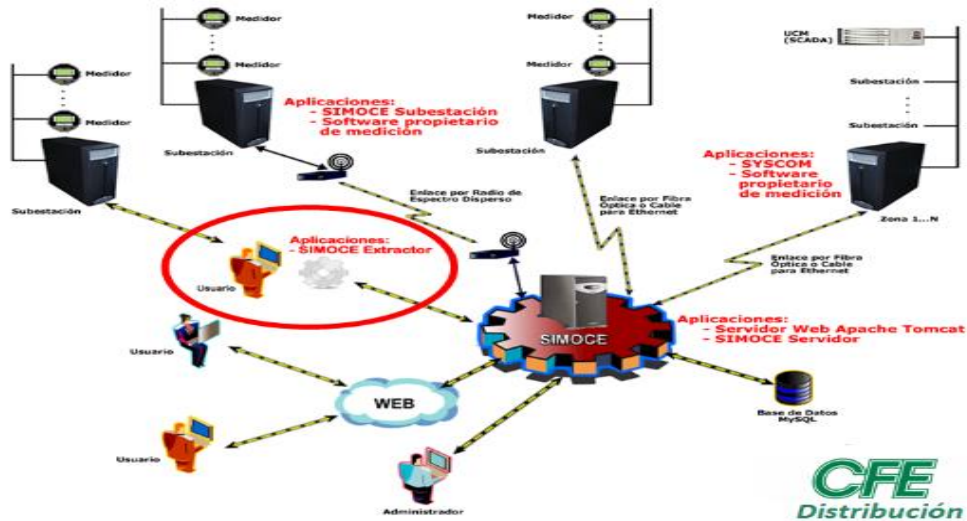 Medidor
Medidor
Subestación
Medidor
Medidor
Subestación
Aplicaciones:
- SIMOCE Subestación
- Software propietario
de medición
Medidor
Medidor
Subestación
UCM
(SCADA)
Subestación
Subestación
Aplicaciones:
- SYSCOM
- Software
propietario
de medición
Zona 1...N
Enlace por Radio de
Espectro Disperso
Enlace por Fibra
Óptica o Cable
para Ethernet
Enlace por Fibra
Óptica o Cable
para Ethernet
Aplicaciones:
- SIMOCE Extractor
Usuario
SIMOCE
Aplicaciones:
- Servidor Web Apache Tomcat
- SIMOCE Servidor
Usuario
WEB
Base de Datos
MySQL
Usuario
Administrador
CFE
Distribución